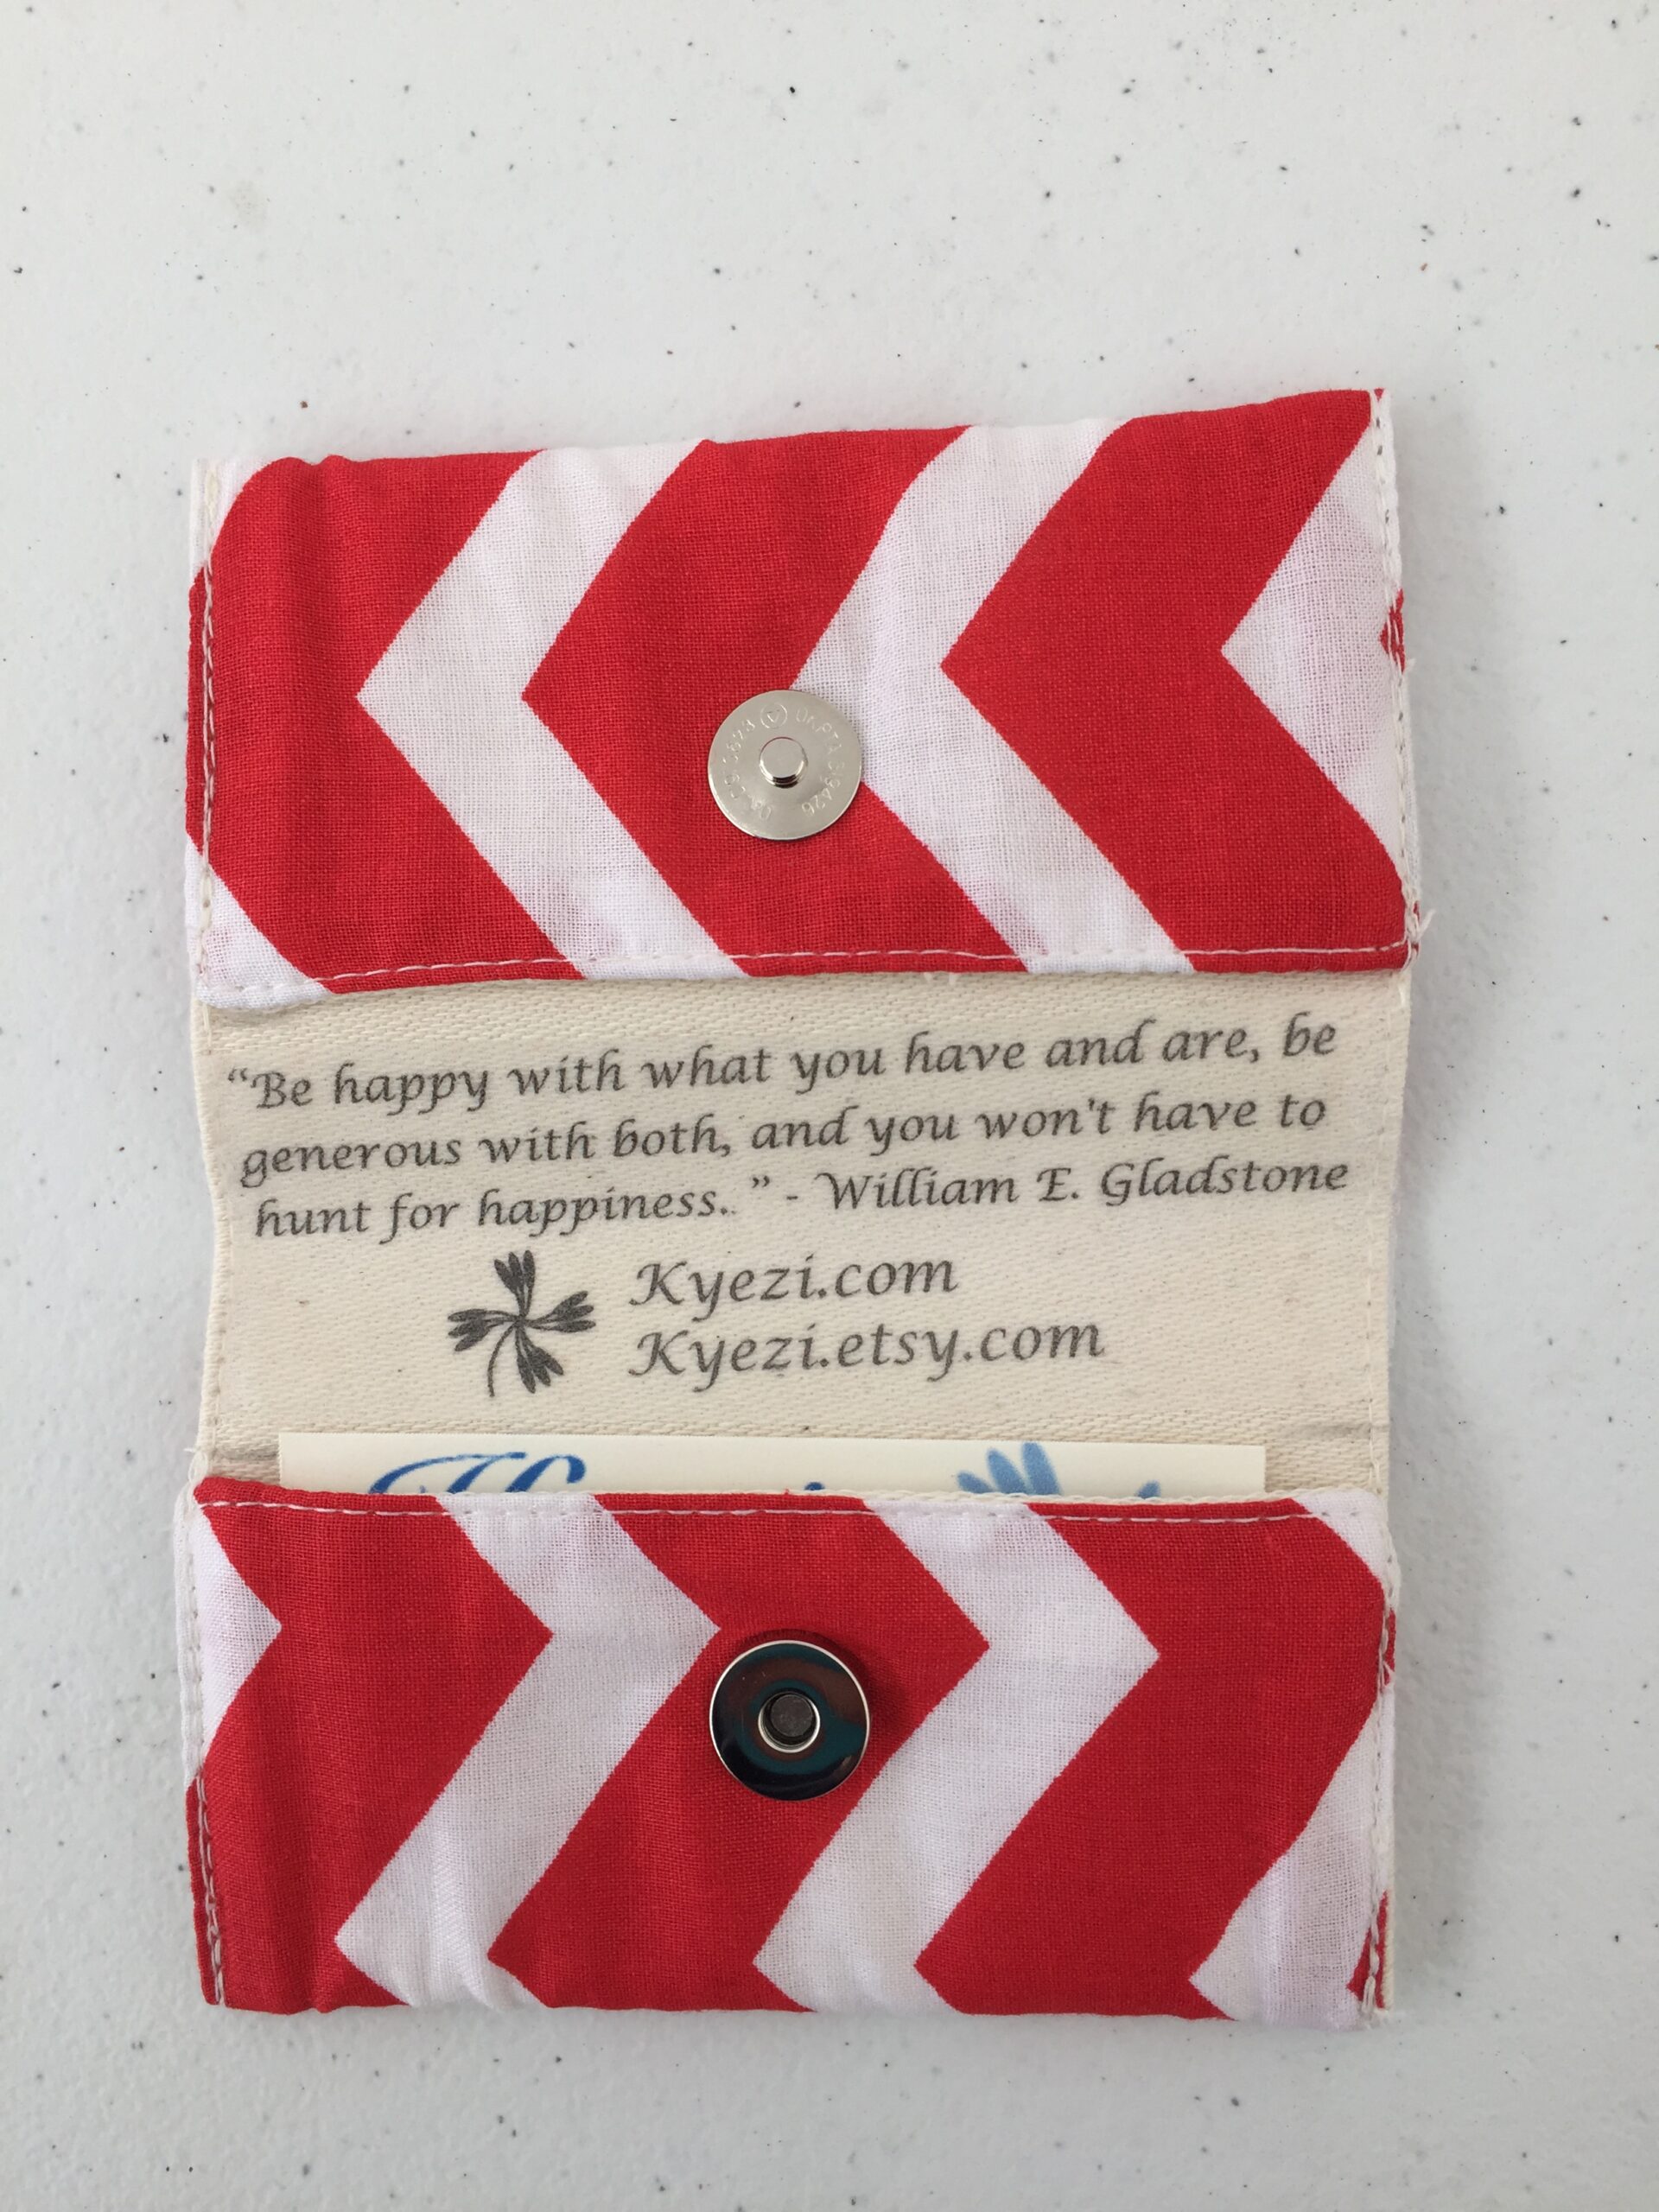 “Be happy with what you have and are, be
generous with both, and you won't have to
hunt for happiness..” - William E. Gladstone
Kyezi.com
Kyezi.etsy.com